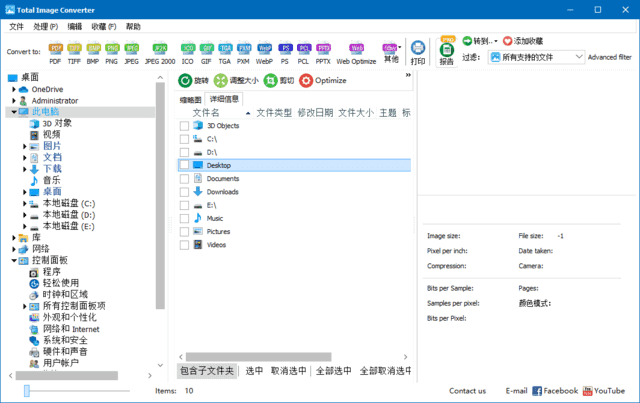 Total Image Converter
文件 处理(P) 编辑 收藏(F) 帮助
Convert to: PDF TIFF BMP PNG JPEG JPEG 2000 ICO GIF TGA PXM WebP PS PCL PPTX Web Optimize 其他 打印 报告
转到.. 添加收藏
过滤: 所有支持的文件 Advanced filter
旋转 调整大小 剪切 Optimize »
缩略图 详细信息
文件名 文件类型 修改日期 文件大小 主题 标
3D Objects
C:\
D:\
Desktop
Documents
Downloads
E:\
Music
Pictures
Videos
桌面
OneDrive
Administrator
此电脑
3D 对象
视频
图片
文档
下载
音乐
桌面
本地磁盘 (C:)
本地磁盘 (D:)
本地磁盘 (E:)
库
网络
控制面板
程序
轻松使用
时钟和区域
所有控制面板项
外观和个性化
网络和 Internet
系统和安全
硬件和声音
用户帐户
Image size: File size: -1
Pixel per inch: Date taken:
Compression: Camera:
Bits per Sample: Pages:
Samples per pixel: 颜色模式:
Bits per Pixel:
包含子文件夹 选中 取消选中 全部选中 全部取消选中
Items: 10
Contact us E-mail Facebook YouTube